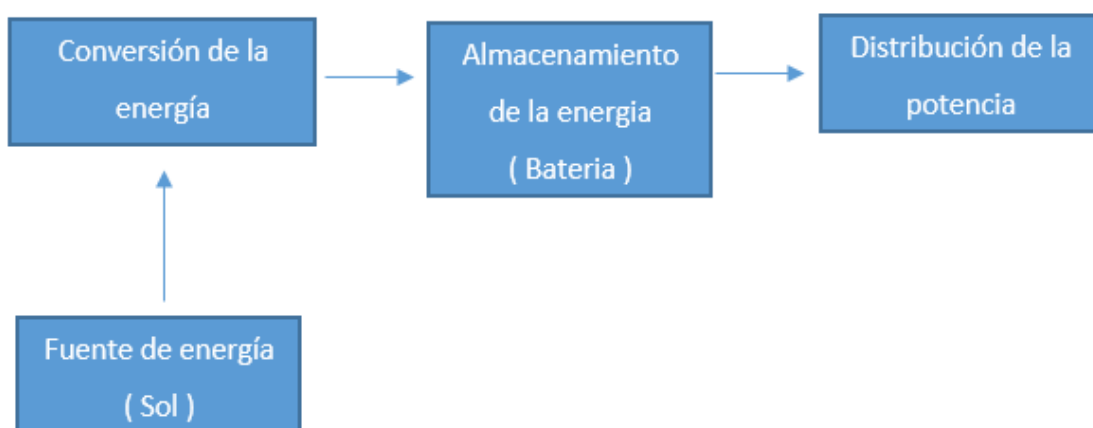 Conversión de la
energía
Almacenamiento
de la energia
( Bateria )
Distribución de la
potencia
Fuente de energía
( Sol )